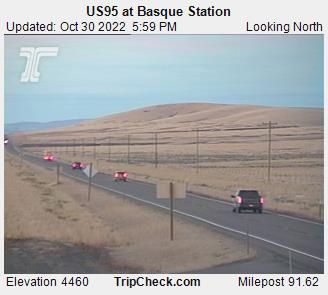 US95 at Basque Station
Updated: Oct 30 2022 5:59 PM Looking North
Elevation 4460 TripCheck.com Milepost 91.62